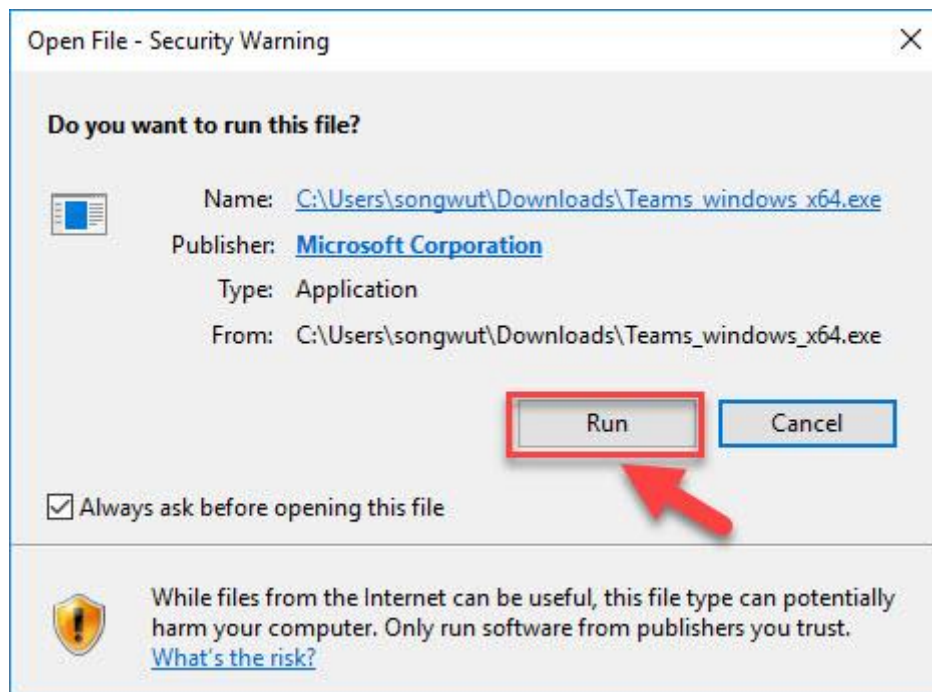 Open File - Security Warning
Do you want to run this file?
Name: C:\Users\songwut\Downloads\Teams_windows_x64.exe
Publisher: Microsoft Corporation
Type: Application
From: C:\Users\songwut\Downloads\Teams_windows_x64.exe
Run Cancel
Always ask before opening this file
While files from the Internet can be useful, this file type can potentially
harm your computer. Only run software from publishers you trust.
What's the risk?